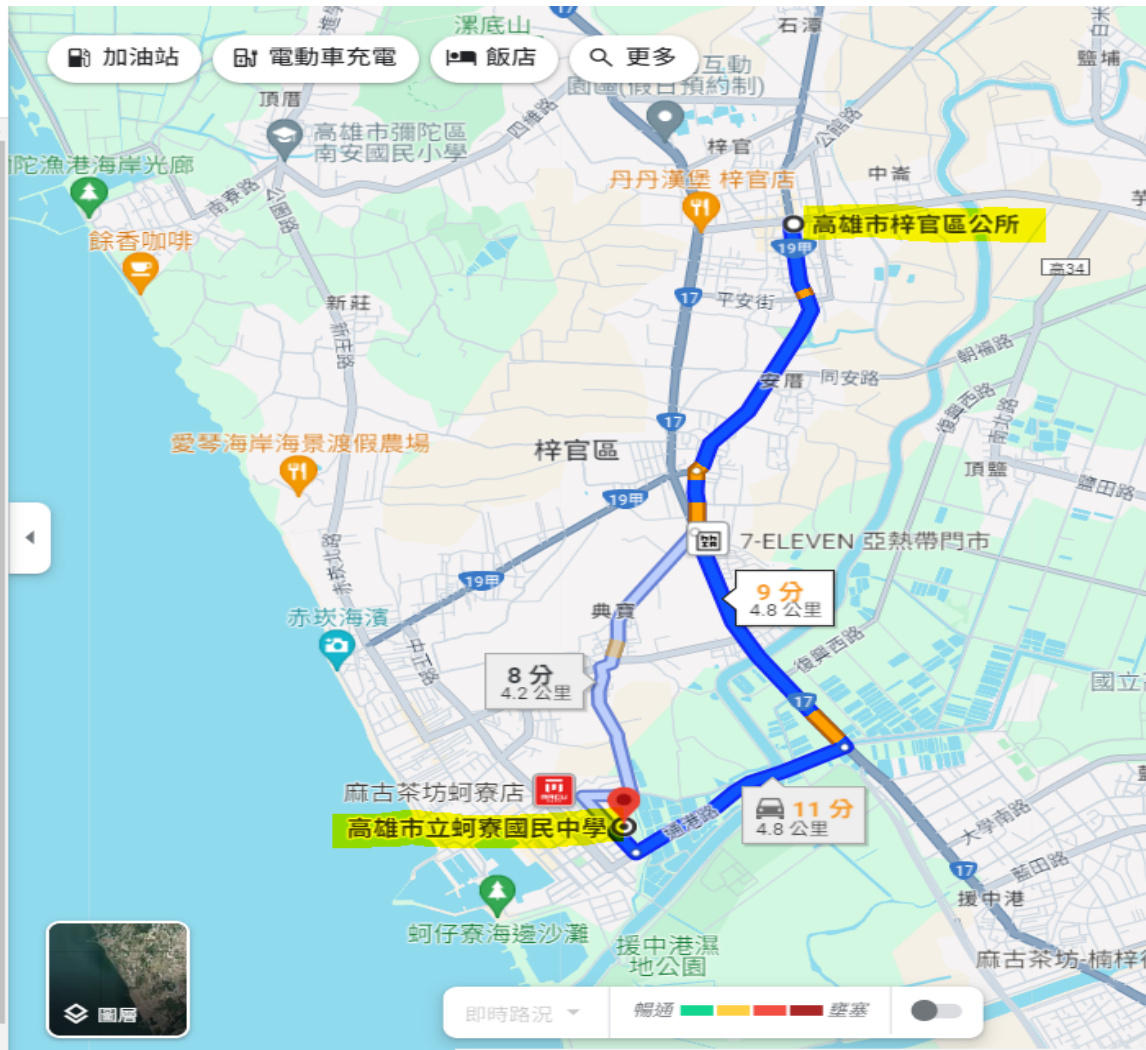 17
石潭
漯底山
鹽埔
加油站
電動車充電
飯店
更多
互動
園區(假日預約制)
頂厝
高雄市彌陀區
南安國民小學
四維路
公館路
梓官
中崙
陀漁港海岸光廊
南寮路
公園路
丹丹漢堡 梓官店
高雄市梓官區公所
餘香咖啡
19甲
高34
17
平安街
新莊
新庄路
朝福路
安厝
同安路
復興西路
南北路
17
愛琴海岸海景渡假農場
梓官區
頂鹽
鹽田路
19甲
7-ELEVEN 亞熱帶門市
赤崁北路
19甲
9 分
4.8 公里
典寶
赤崁海濱
中正路
復興西路
8 分
4.2 公里
國立
17
麻古茶坊蚵寮店
高雄市立蚵寮國民中學
通港路
11 分
4.8 公里
大學南路
藍田路
17
援中港
蚵仔寮海邊沙灘
援中港濕
地公園
麻古茶坊-楠梓
圖層
即時路況
暢通
壅塞